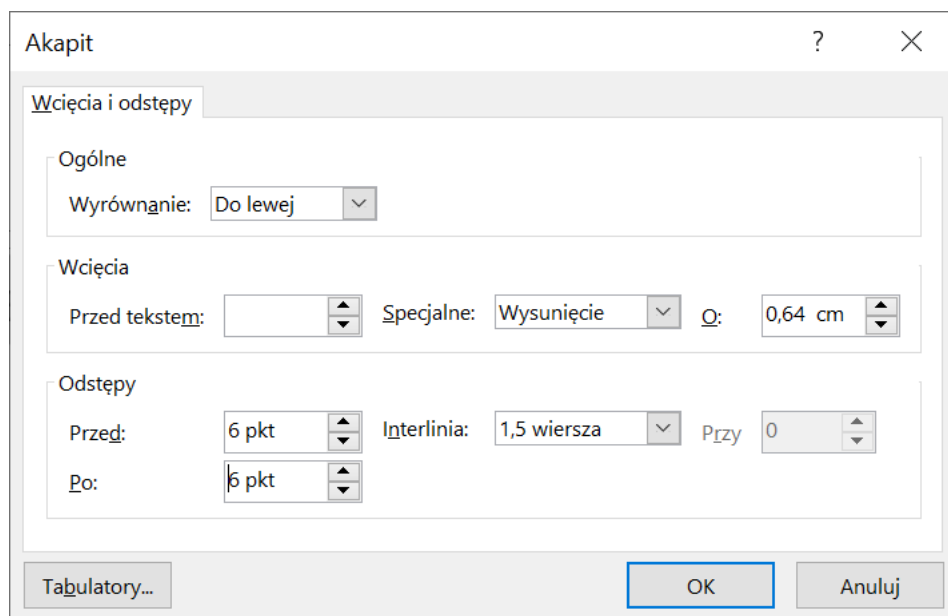 Akapit ?
Wcięcia i odstępy
Ogólne
Wyrównanie: Do lewej
Wcięcia
Przed tekstem: Specjalne: Wysunięcie O: 0,64 cm
Odstępy
Przed: 6 pkt Interlinia: 1,5 wiersza Przy 0
Po: 6 pkt
Tabulatory... OK Anuluj